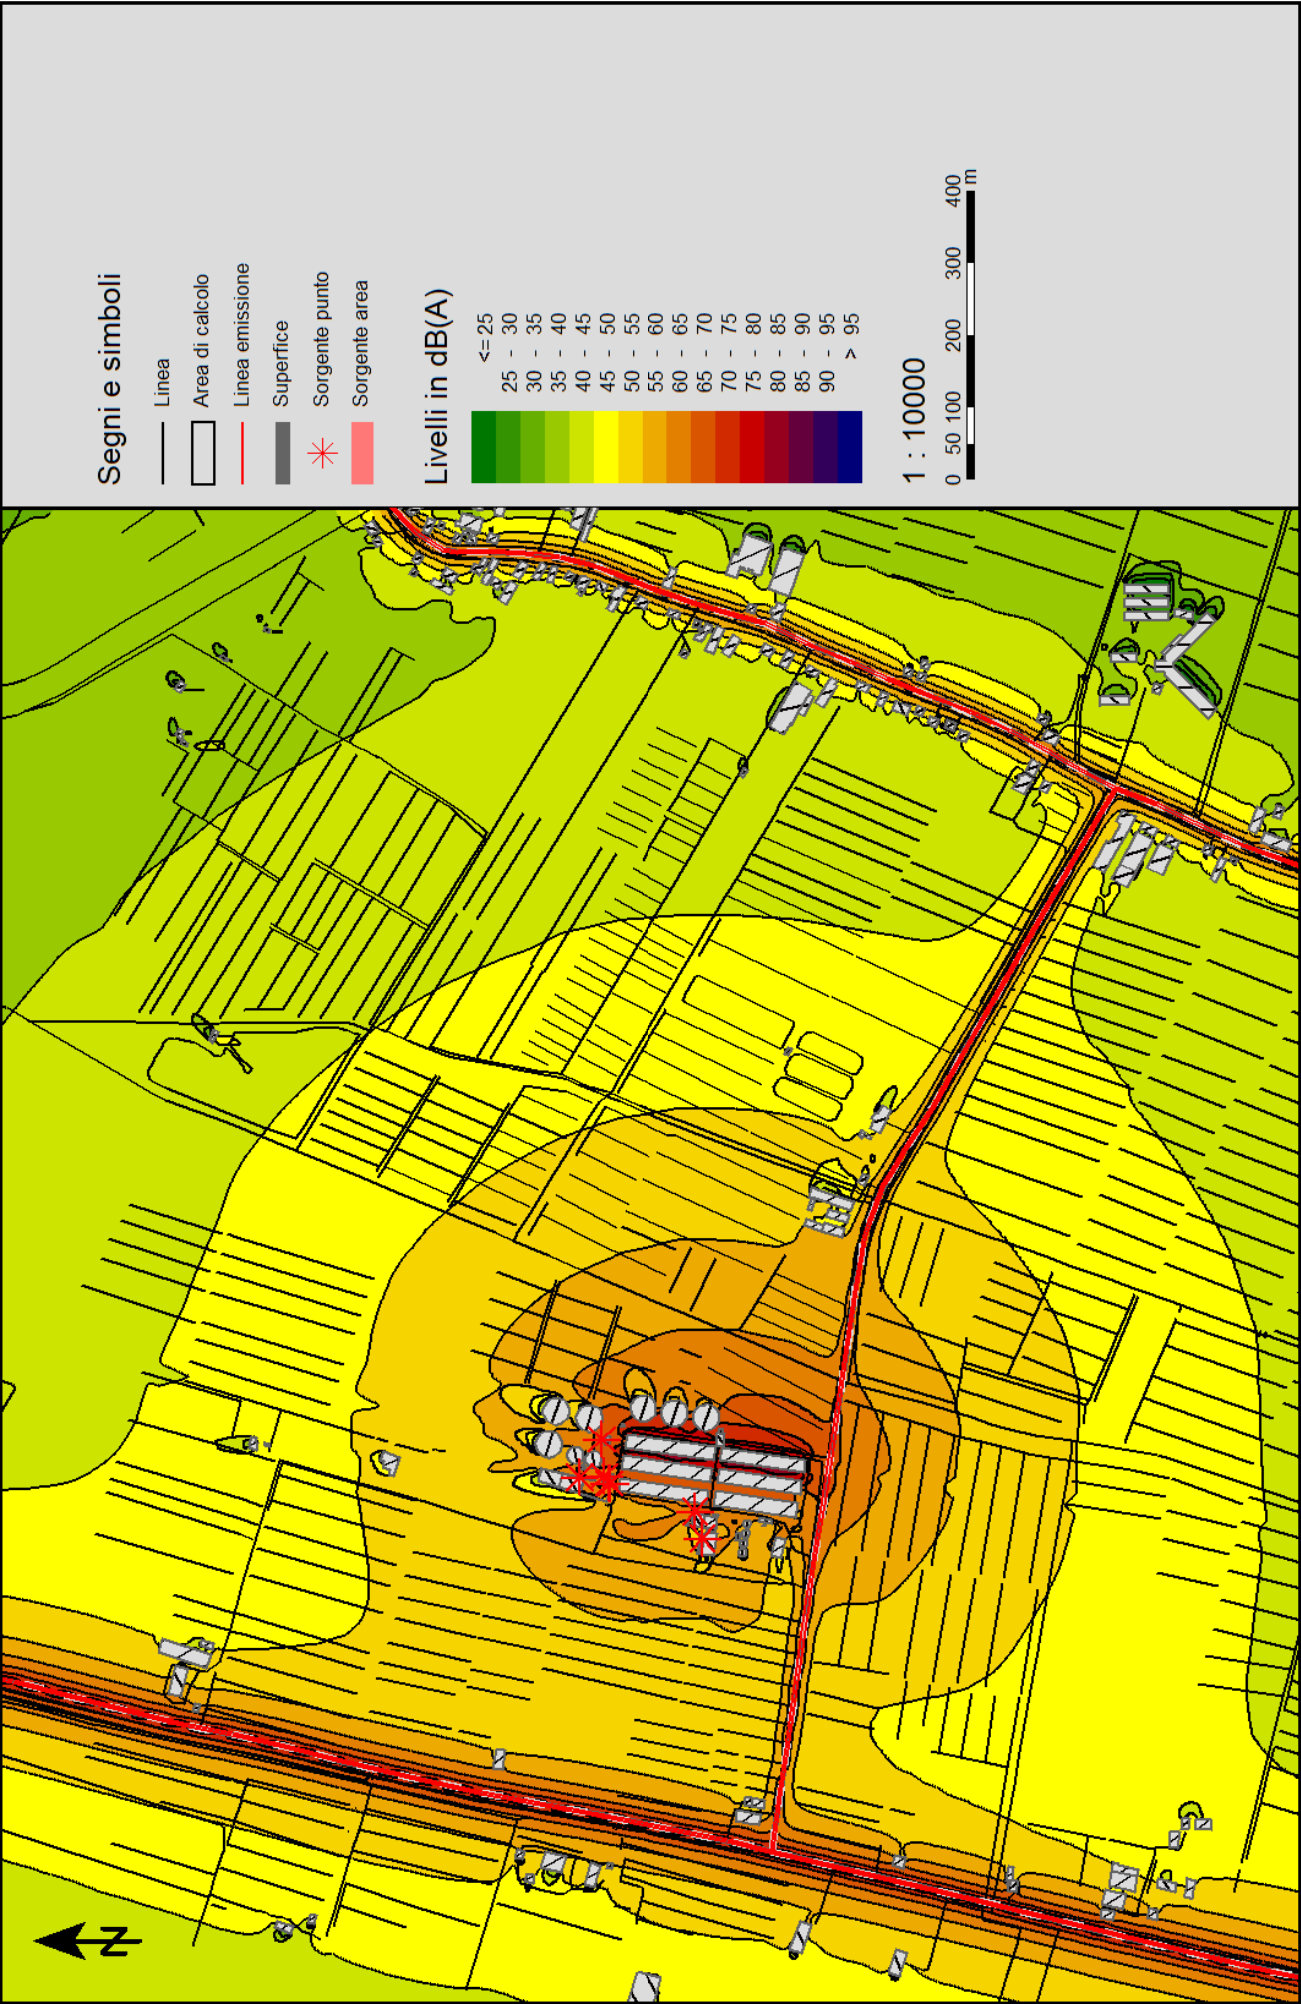 Segni e simboli
Linea
Area di calcolo
Linea emissione
Superfice
Sorgente punto
Sorgente area
Livelli in dB(A)
<=25
25 - 30
30 - 35
35 - 40
40 - 45
45 - 50
50 - 55
55 - 60
60 - 65
65 - 70
70 - 75
75 - 80
80 - 85
85 - 90
90 - 95
> 95
1 : 10000
0 50 100 200 300 400
m
N